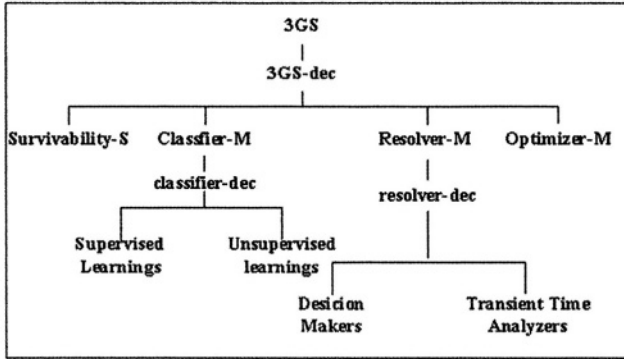 3GS
3GS-dec
Survivability-S Classfier-M Resolver-M Optimizer-M
classifier-dec
resolver-dec
Supervised Unsupervised
Learnings learnings
Desicion Transient Time
Makers Analyzers